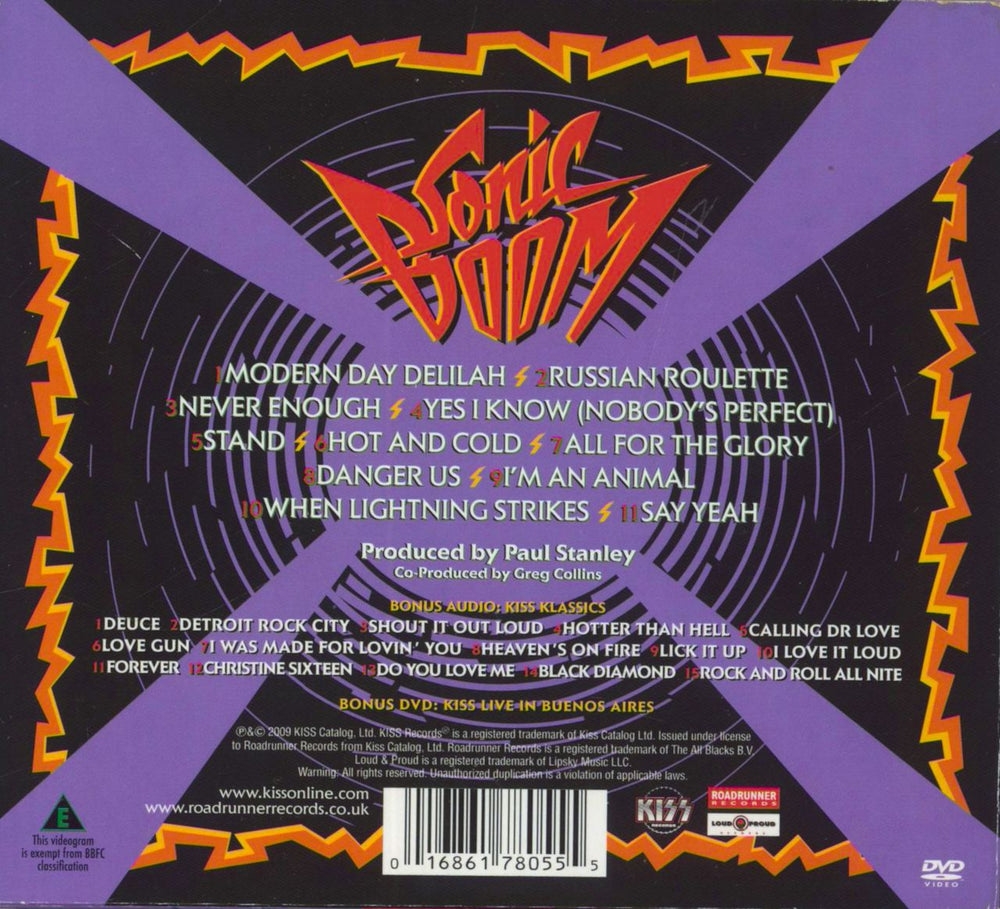 Sonic
BOOM
1 MODERN DAY DELILAH 2 RUSSIAN ROULETTE
3 NEVER ENOUGH 4 YES I KNOW (NOBODY'S PERFECT)
5 STAND 6 HOT AND COLD 7 ALL FOR THE GLORY
8 DANGER US 9 I'M AN ANIMAL
10 WHEN LIGHTNING STRIKES 11 SAY YEAH
Produced by Paul Stanley
Co-Produced by Greg Collins
BONUS AUDIO: KISS KLASSICS
1 DEUCE 2 DETROIT ROCK CITY 3 SHOUT IT OUT LOUD 4 HOTTER THAN HELL 5 CALLING DR LOVE
6 LOVE GUN 7 I WAS MADE FOR LOVIN' YOU 8 HEAVEN'S ON FIRE 9 LICK IT UP 10 I LOVE IT LOUD
11 FOREVER 12 CHRISTINE SIXTEEN 13 DO YOU LOVE ME 14 BLACK DIAMOND 15 ROCK AND ROLL ALL NITE
BONUS DVD: KISS LIVE IN BUENOS AIRES
℗&© 2009 KISS Catalog, Ltd. KISS Records® is a registered trademark of Kiss Catalog Ltd. Issued under license
to Roadrunner Records from Kiss Catalog, Ltd. Roadrunner Records is a registered trademark of The All Blacks B.V.
Loud & Proud is a registered trademark of Lipsky Music LLC.
Warning: All rights reserved. Unauthorized duplication is a violation of applicable laws.
www.kissonline.com
www.roadrunnerrecords.co.uk
E
This videogram
is exempt from BBFC
classification
0 16861 78055 5
KISS
RECORDS
ROADRUNNER
RECORDS
LOUD & PROUD
RECORDS
DVD
VIDEO